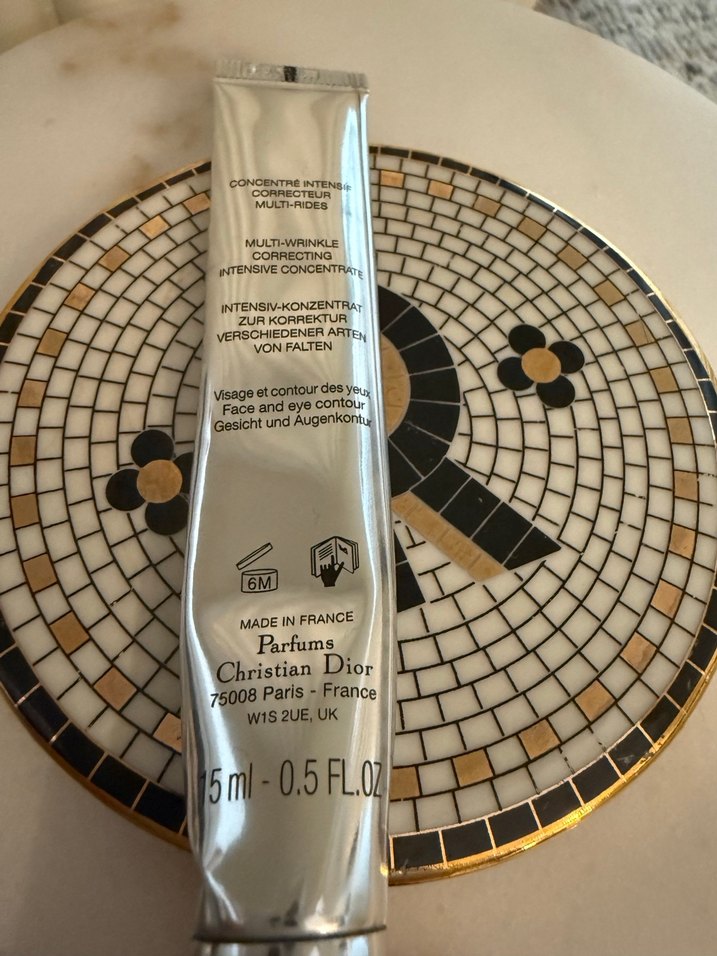 CONCENTRÉ INTENSIF
CORRECTEUR
MULTI-RIDES
MULTI-WRINKLE
CORRECTING
INTENSIVE CONCENTRATE
INTENSIV-KONZENTRAT
ZUR KORREKTUR
VERSCHIEDENER ARTEN
VON FALTEN
Visage et contour des yeux
Face and eye contour
Gesicht und Augenkontur
6M
MADE IN FRANCE
Parfums
Christian Dior
75008 Paris - France
W1S 2UE, UK
15 ml - 0.5 FL.OZ